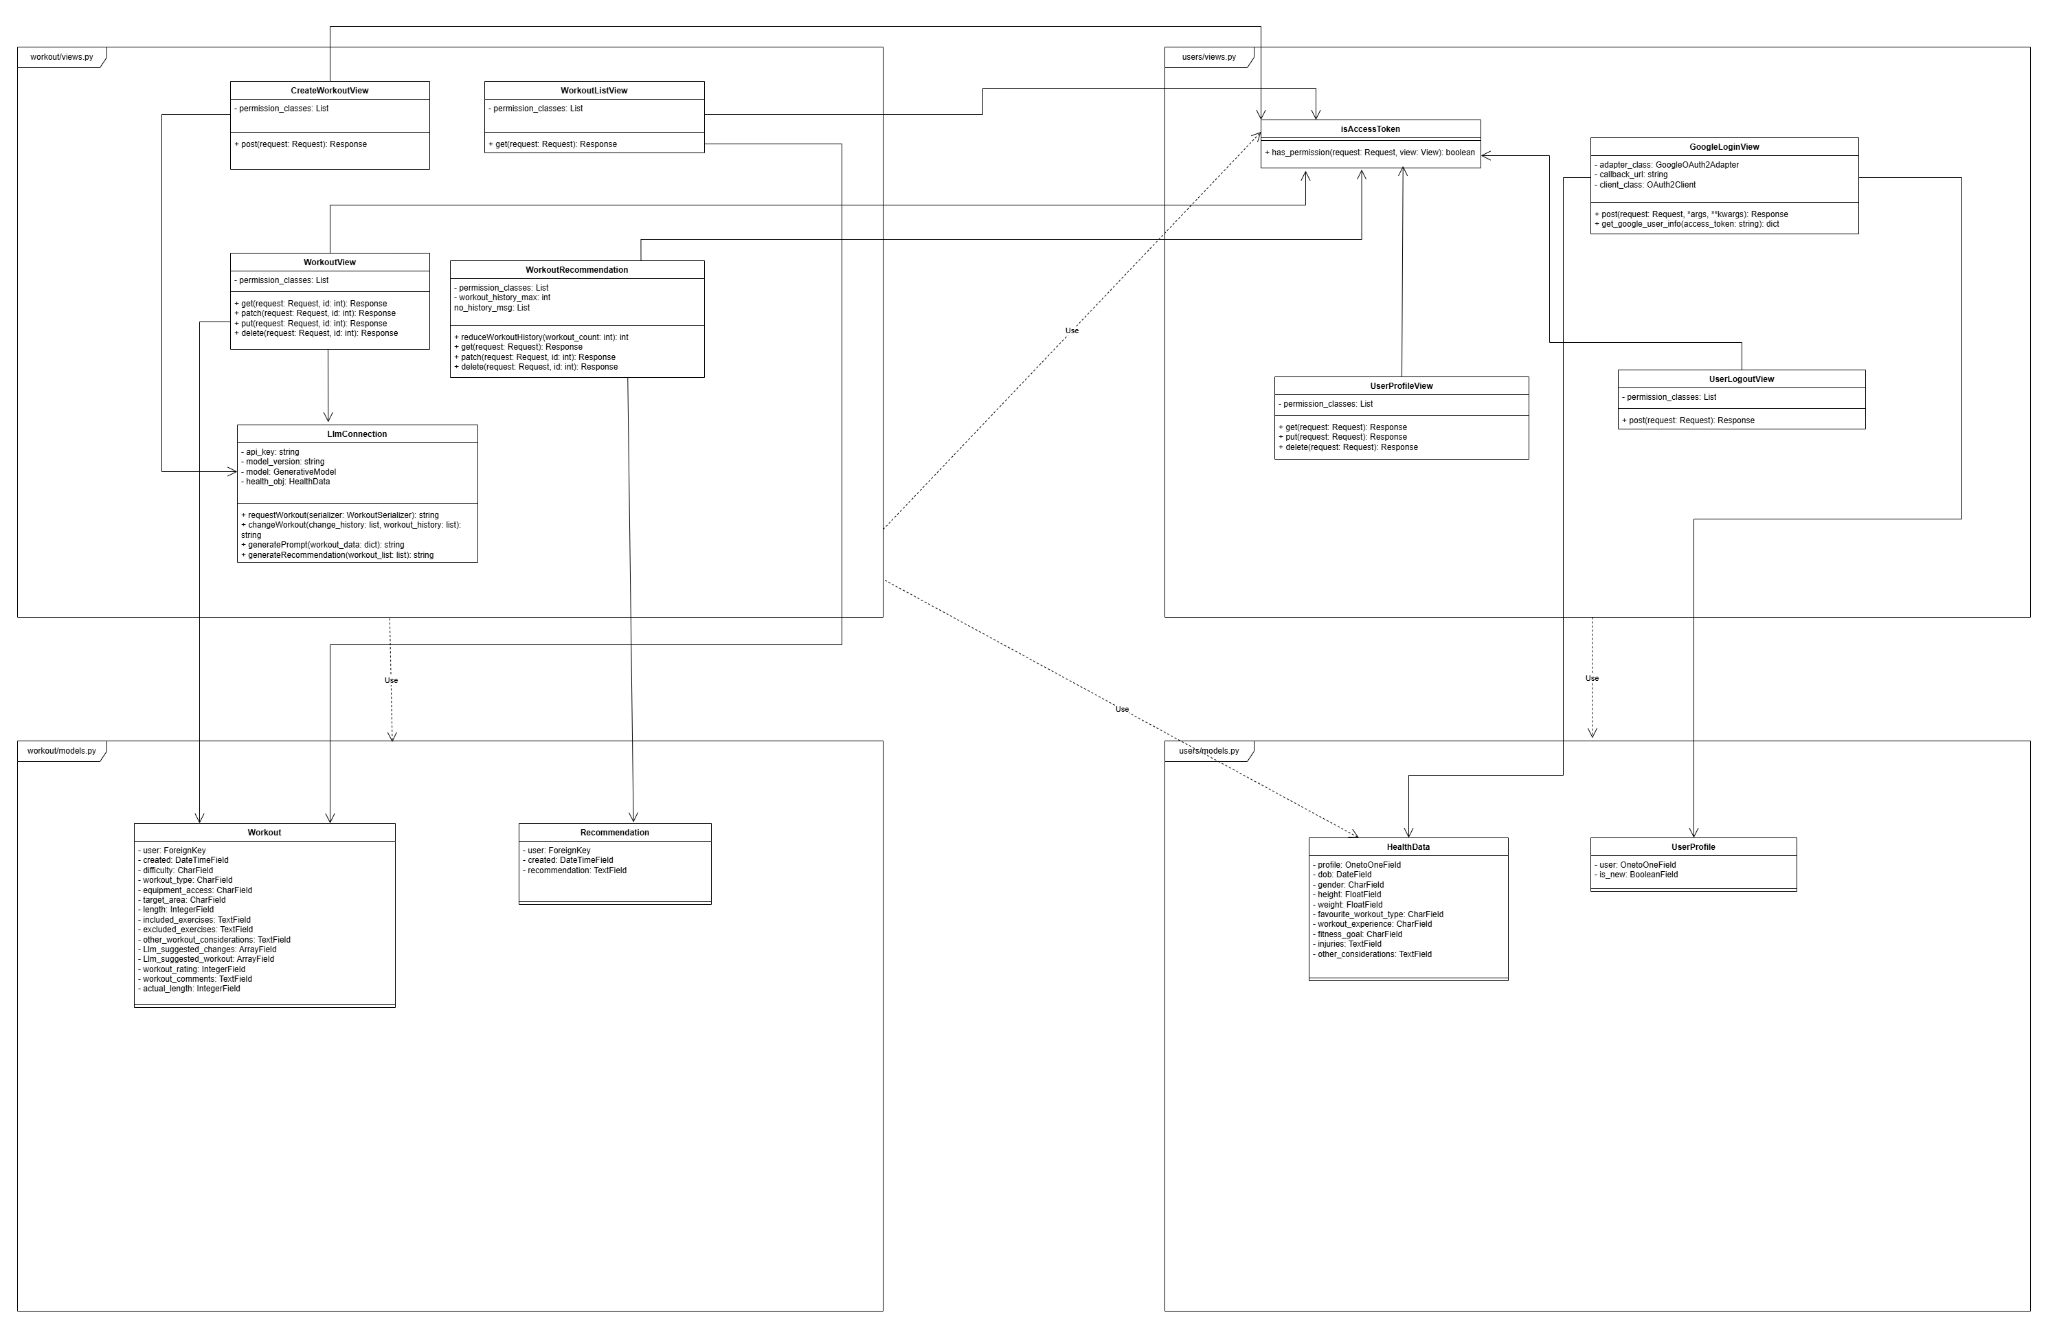 workout/views.py
CreateWorkoutView
- permission_classes: List
+ post(request: Request): Response
WorkoutListView
- permission_classes: List
+ get(request: Request): Response
WorkoutView
- permission_classes: List
+ get(request: Request, id: int): Response
+ patch(request: Request, id: int): Response
+ put(request: Request, id: int): Response
+ delete(request: Request, id: int): Response
WorkoutRecommendation
- permission_classes: List
- workout_history_max: int
no_history_msg: List
+ reduceWorkoutHistory(workout_count: int): int
+ get(request: Request): Response
+ patch(request: Request, id: int): Response
+ delete(request: Request, id: int): Response
LlmConnection
- api_key: string
- model_version: string
- model: GenerativeModel
- health_obj: HealthData
+ requestWorkout(serializer: WorkoutSerializer): string
+ changeWorkout(change_history: list, workout_history: list):
string
+ generatePrompt(workout_data: dict): string
+ generateRecommendation(workout_list: list): string
users/views.py
isAccessToken
+ has_permission(request: Request, view: View): boolean
GoogleLoginView
- adapter_class: GoogleOAuth2Adapter
- callback_url: string
- client_class: OAuth2Client
+ post(request: Request, *args, **kwargs): Response
+ get_google_user_info(access_token: string): dict
UserProfileView
- permission_classes: List
+ get(request: Request): Response
+ put(request: Request): Response
+ delete(request: Request): Response
UserLogoutView
- permission_classes: List
+ post(request: Request): Response
Use
Use
Use
Use
workout/models.py
Workout
- user: ForeignKey
- created: DateTimeField
- difficulty: CharField
- workout_type: CharField
- equipment_access: CharField
- target_area: CharField
- length: IntegerField
- included_exercises: TextField
- excluded_exercises: TextField
- other_workout_considerations: TextField
- Llm_suggested_changes: ArrayField
- Llm_suggested_workout: ArrayField
- workout_rating: IntegerField
- workout_comments: TextField
- actual_length: IntegerField
Recommendation
- user: ForeignKey
- created: DateTimeField
- recommendation: TextField
users/models.py
HealthData
- profile: OnetoOneField
- dob: DateField
- gender: CharField
- height: FloatField
- weight: FloatField
- favourite_workout_type: CharField
- workout_experience: CharField
- fitness_goal: CharField
- injuries: TextField
- other_considerations: TextField
UserProfile
- user: OnetoOneField
- is_new: BooleanField